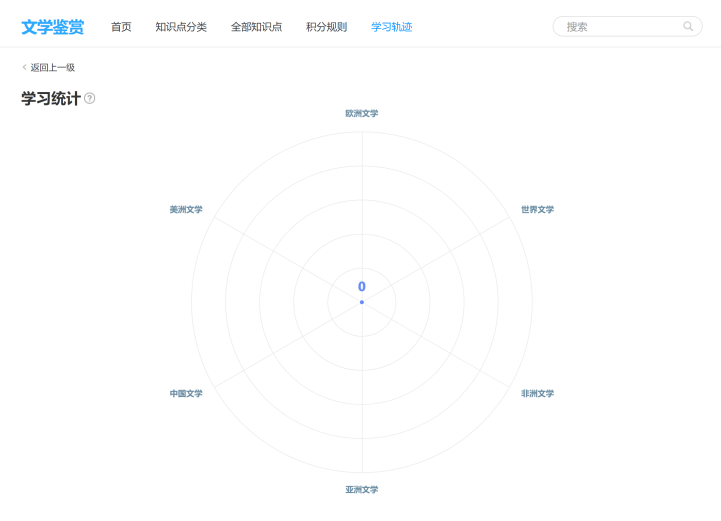 文学鉴赏 首页 知识点分类 全部知识点 积分规则 学习轨迹 搜索
< 返回上一级
学习统计 ?
欧洲文学
美洲文学 世界文学
0
中国文学 非洲文学
亚洲文学